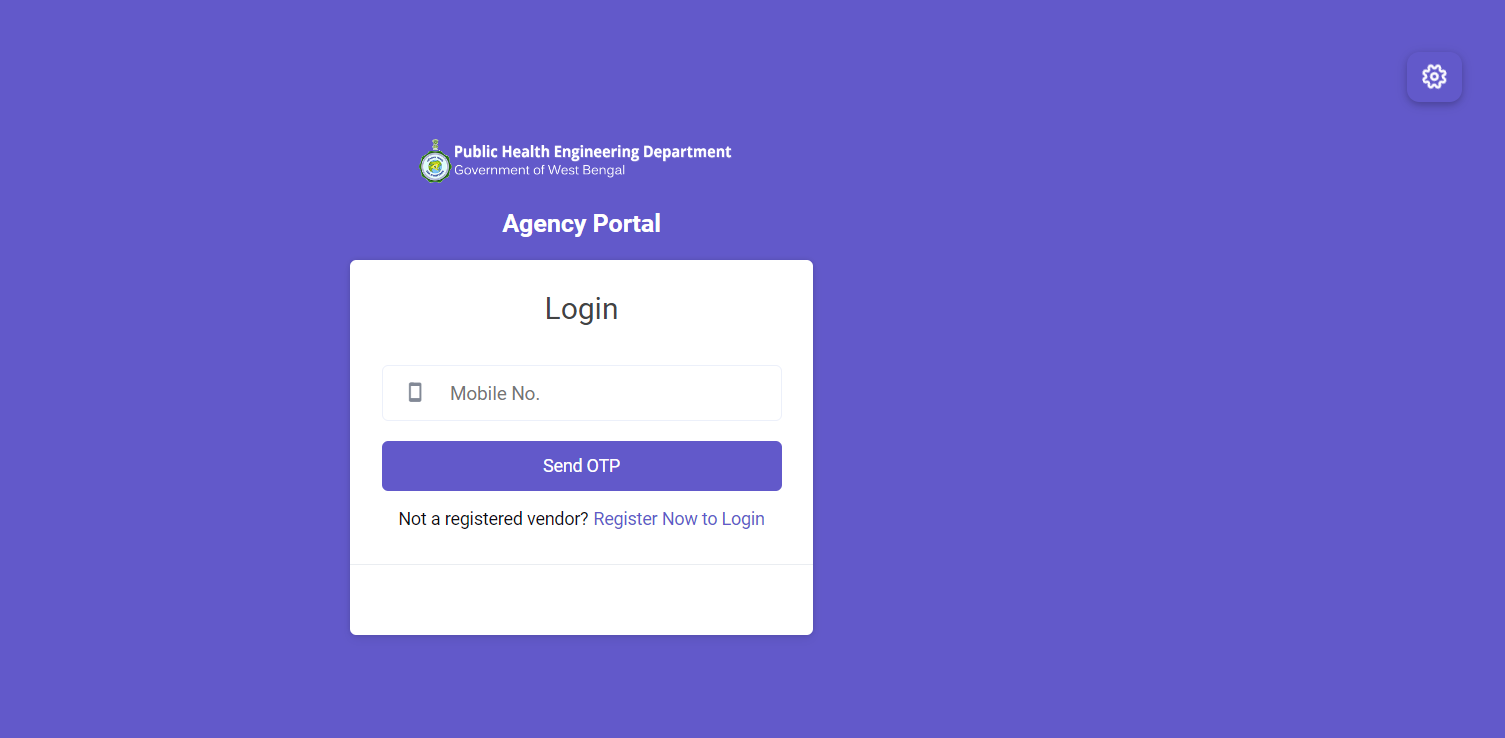 Public Health Engineering Department
Government of West Bengal
Agency Portal
Login
Mobile No.
Send OTP
Not a registered vendor? Register Now to Login